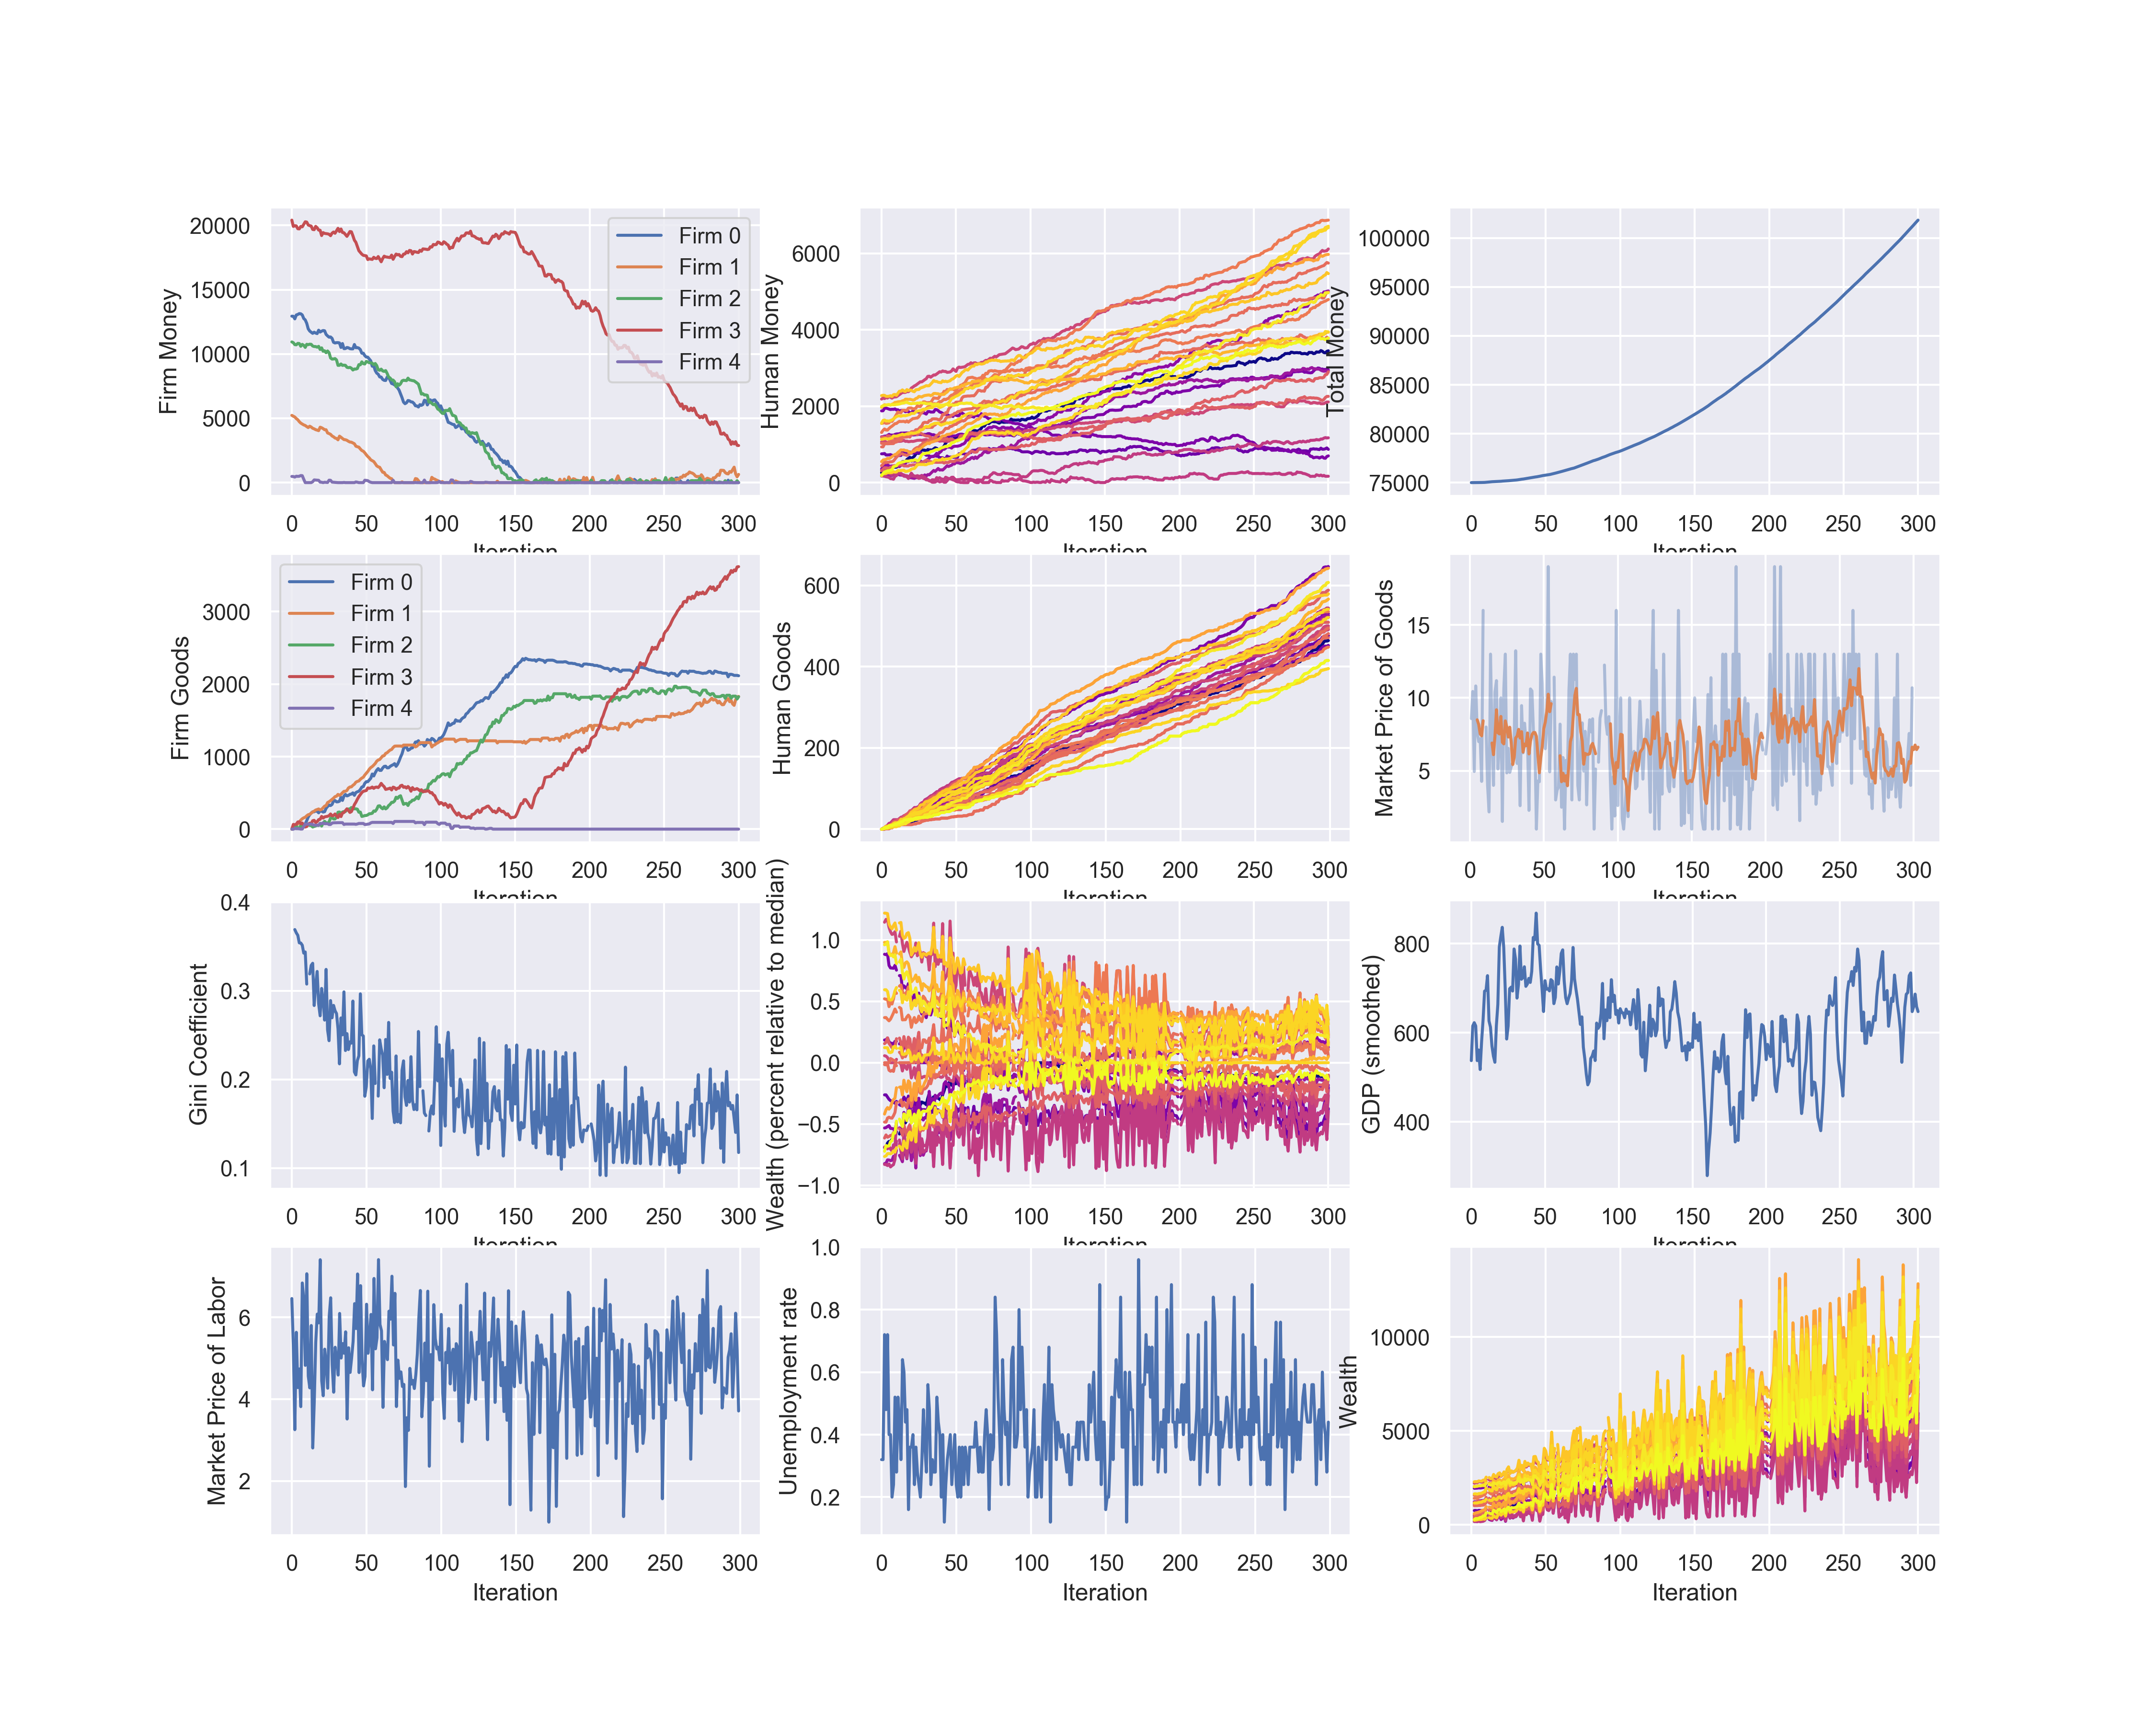 Firm Money
20000
15000
10000
5000
0
Firm 0
Firm 1
Firm 2
Firm 3
Firm 4
0 50 100 150 200 250 300
Iteration
Human Money
6000
4000
2000
0
0 50 100 150 200 250 300
Iteration
Total Money
100000
95000
90000
85000
80000
75000
0 50 100 150 200 250 300
Iteration
Firm Goods
3000
2000
1000
0
Firm 0
Firm 1
Firm 2
Firm 3
Firm 4
0 50 100 150 200 250 300
Iteration
Human Goods
600
400
200
0
0 50 100 150 200 250 300
Iteration
Market Price of Goods
15
10
5
0 50 100 150 200 250 300
Iteration
Gini Coefficient
0.4
0.3
0.2
0.1
0 50 100 150 200 250 300
Iteration
Wealth (percent relative to median)
1.0
0.5
0.0
−0.5
−1.0
0 50 100 150 200 250 300
Iteration
GDP (smoothed)
800
600
400
0 50 100 150 200 250 300
Iteration
Market Price of Labor
6
4
2
0 50 100 150 200 250 300
Iteration
Unemployment rate
1.0
0.8
0.6
0.4
0.2
0 50 100 150 200 250 300
Iteration
Wealth
10000
5000
0
0 50 100 150 200 250 300
Iteration